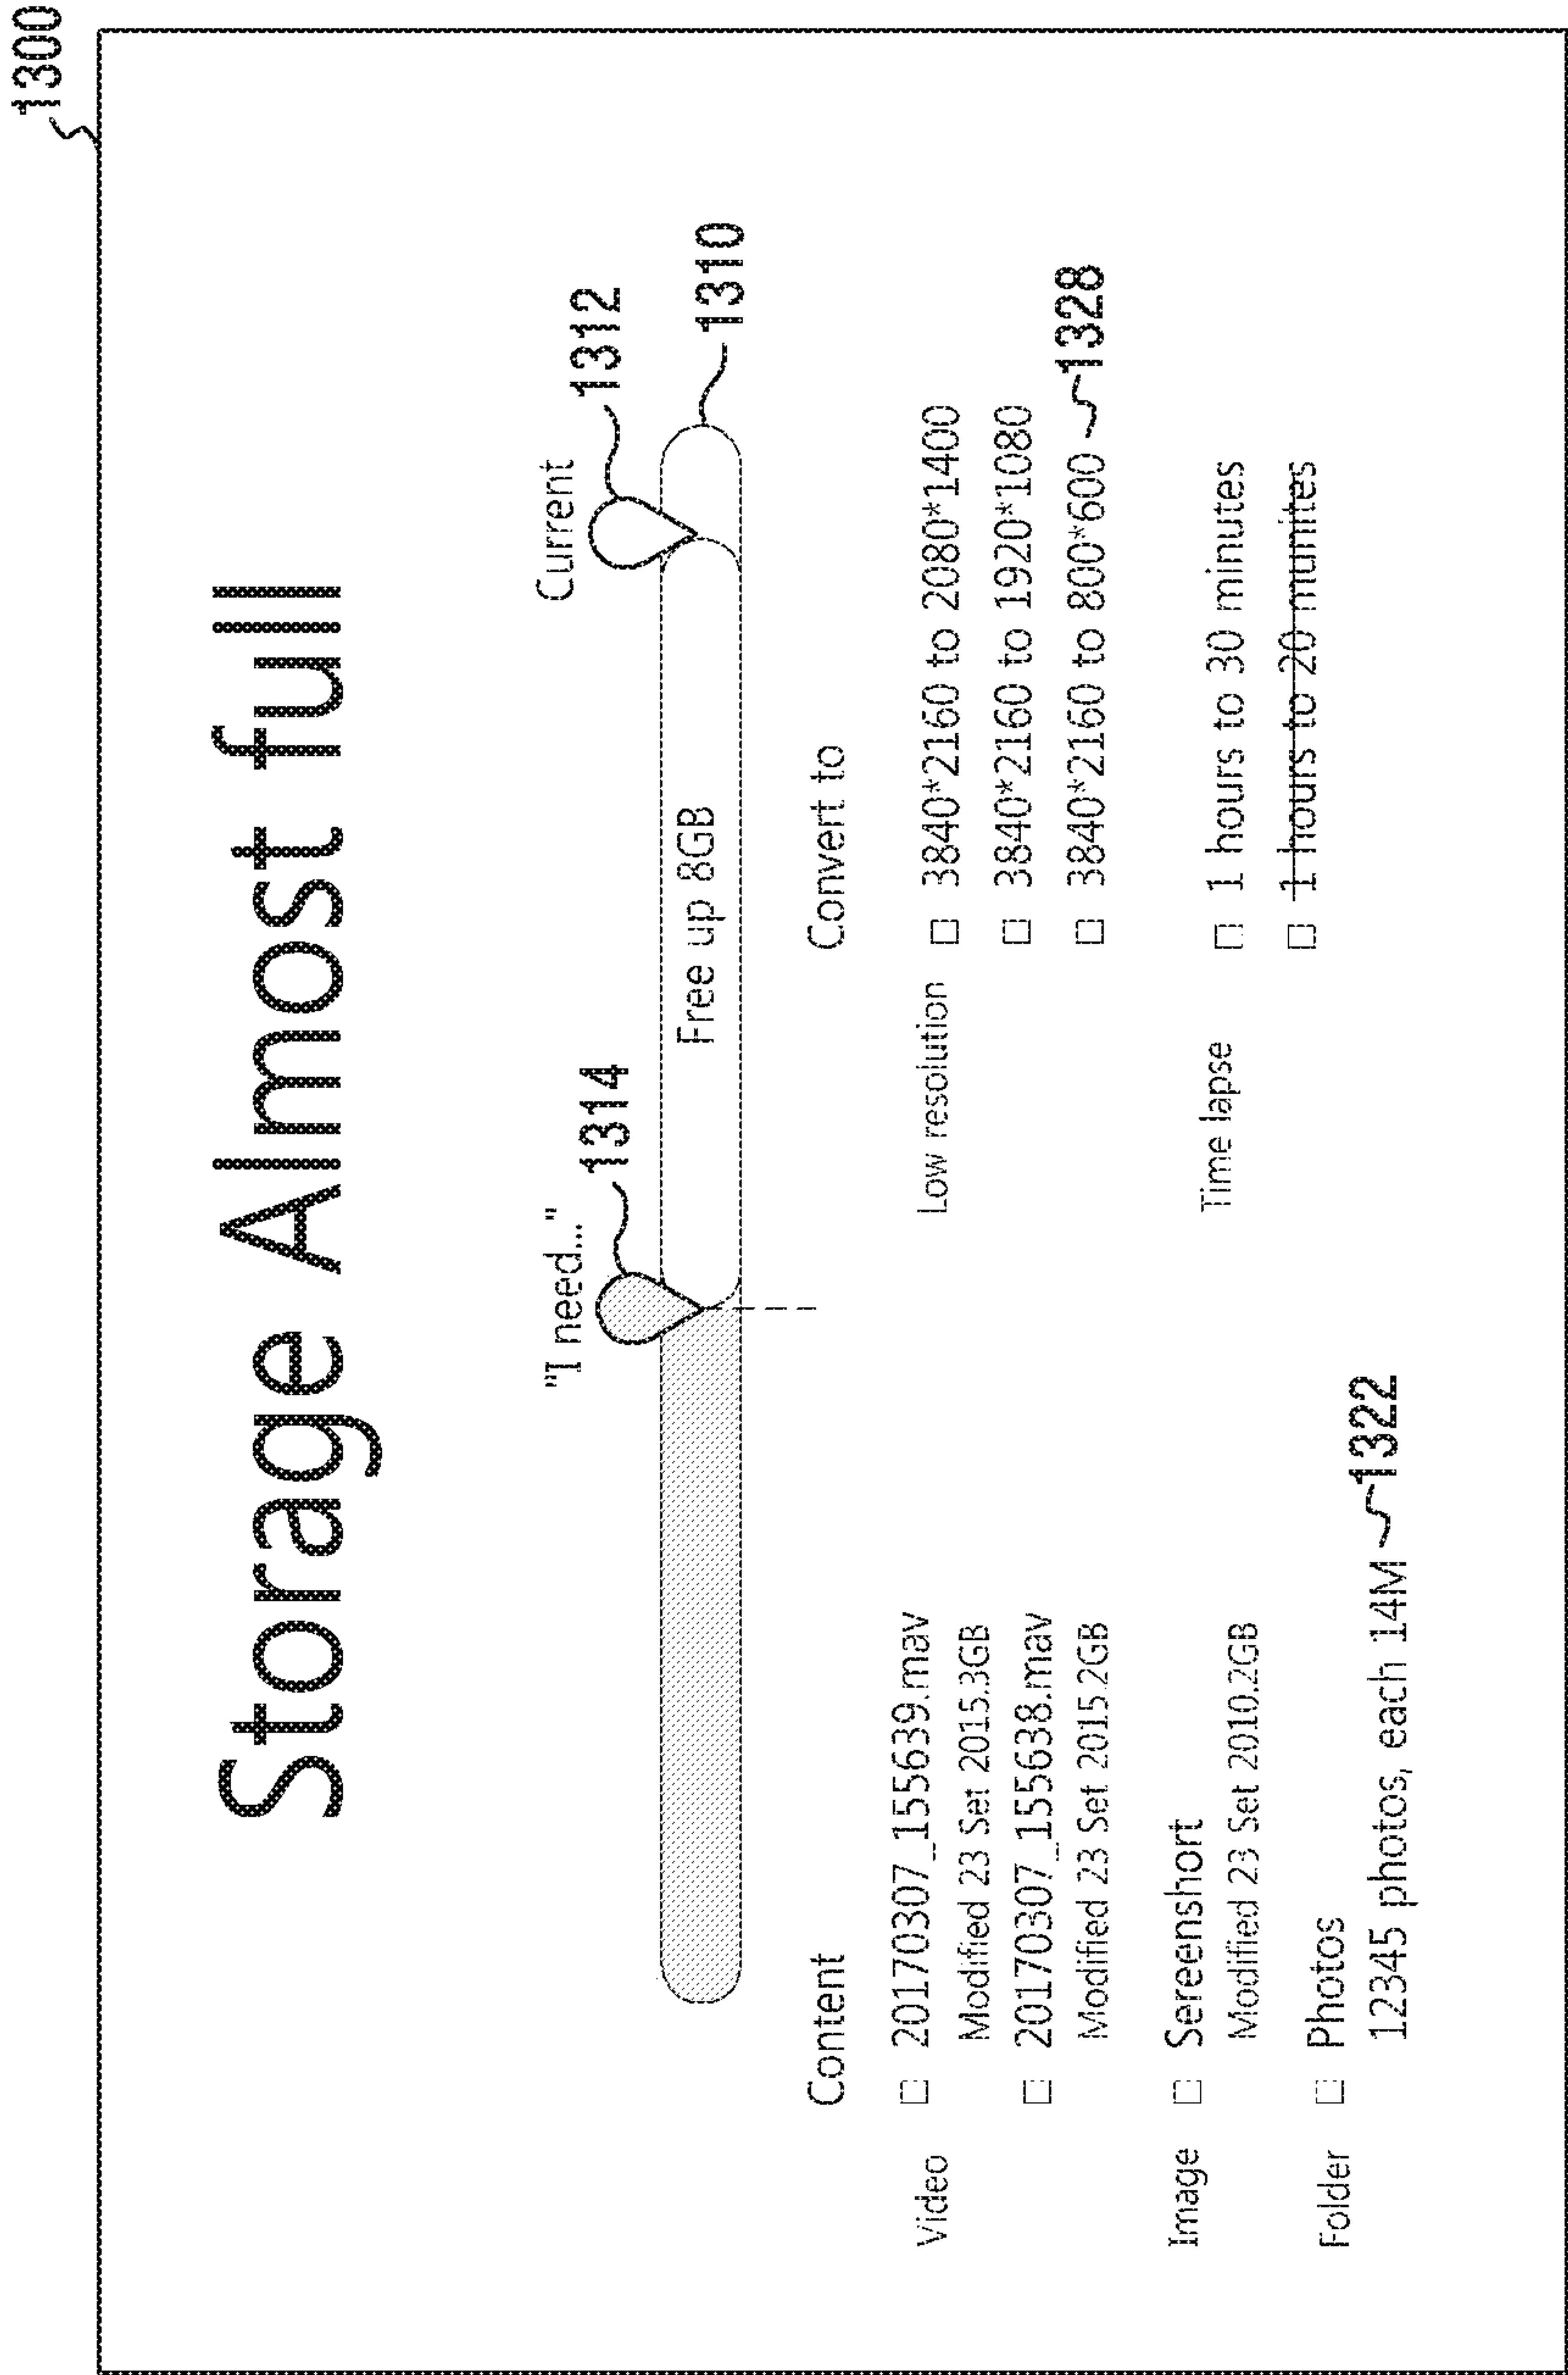 1300
Storage Almost full
"I need..."
1314
Current
1312
1310
Free up 8GB
Content
Video
□ 20170307_155639.mav
Modified 23 Set 2015.3GB
□ 20170307_155638.mav
Modified 23 Set 2015.2GB
Image
□ Sereenshort
Modified 23 Set 2010.2GB
Folder
□ Photos
12345 photos, each 14M
1322
Convert to
Low resolution
□ 3840*2160 to 2080*1400
□ 3840*2160 to 1920*1080
□ 3840*2160 to 800*600
1328
Time lapse
□ 1 hours to 30 minutes
□ 1 hours to 20 munites